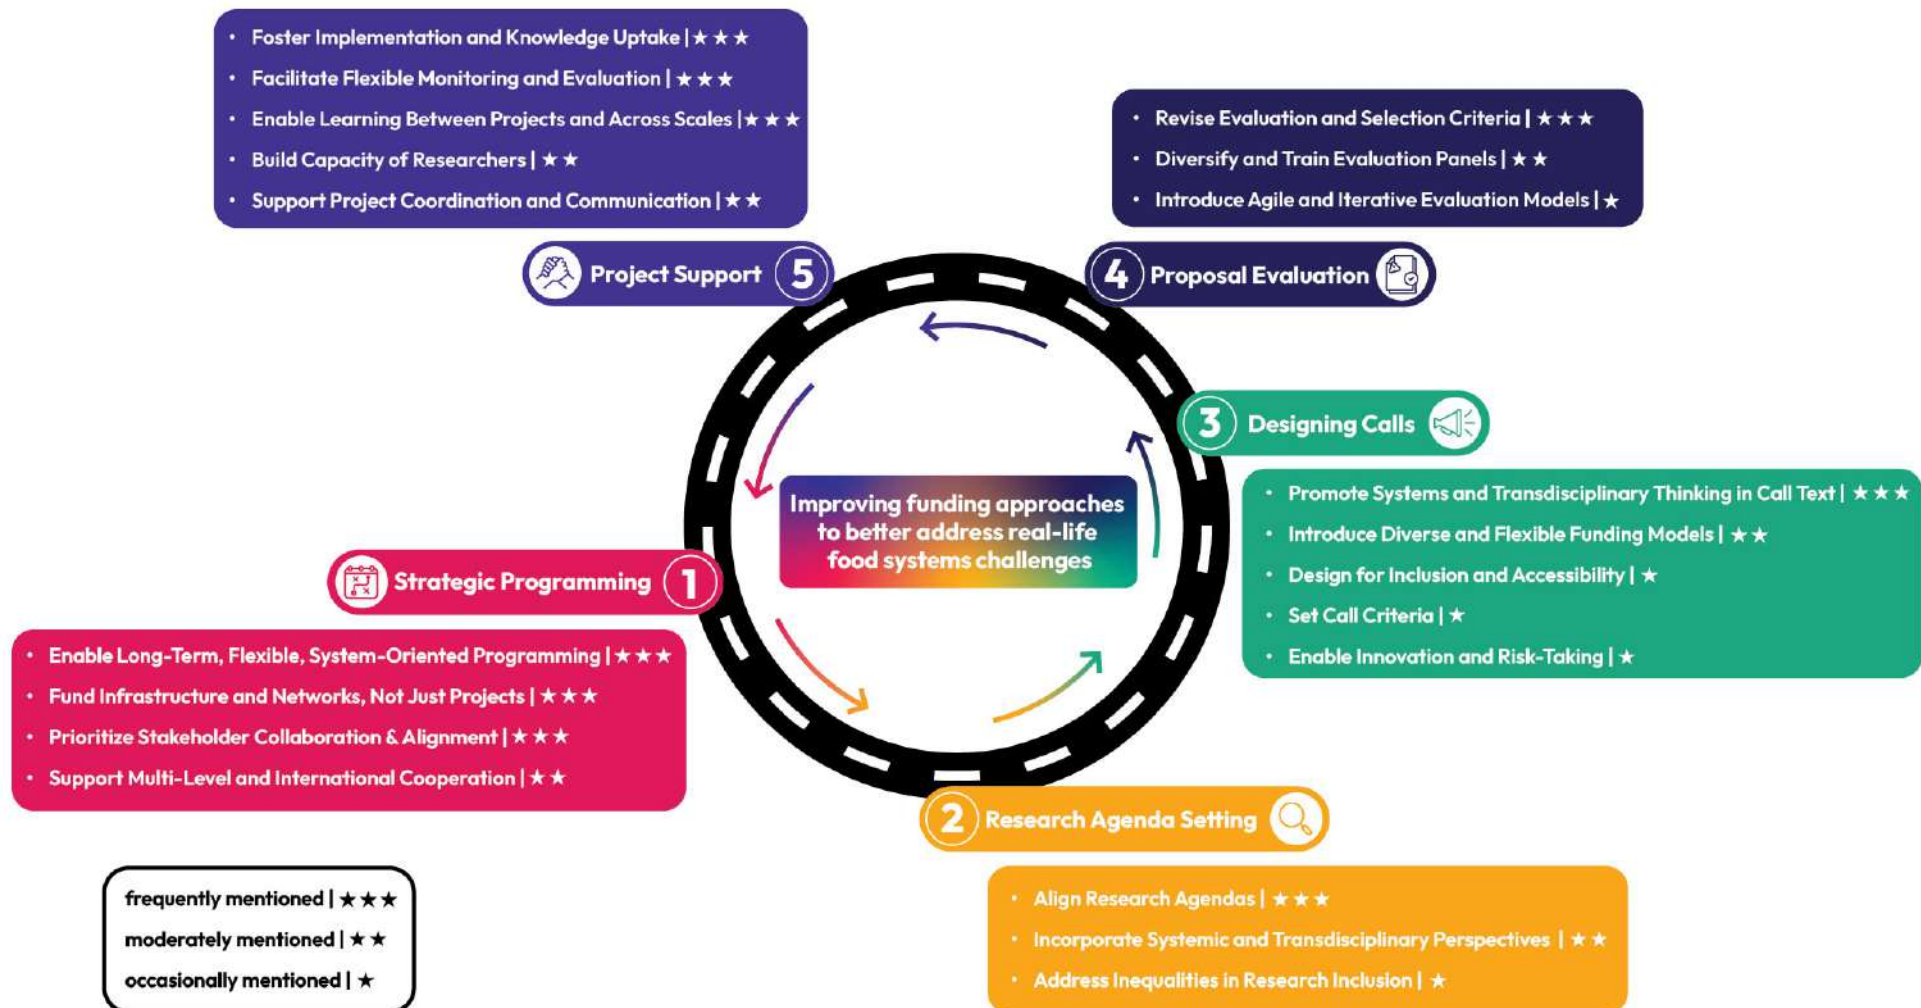 • Foster Implementation and Knowledge Uptake | ★ ★ ★
• Facilitate Flexible Monitoring and Evaluation | ★ ★ ★
• Enable Learning Between Projects and Across Scales | ★ ★ ★
• Build Capacity of Researchers | ★ ★
• Support Project Coordination and Communication | ★ ★
Project Support 5
• Revise Evaluation and Selection Criteria | ★ ★ ★
• Diversify and Train Evaluation Panels | ★ ★
• Introduce Agile and Iterative Evaluation Models | ★
4 Proposal Evaluation
3 Designing Calls
• Promote Systems and Transdisciplinary Thinking in Call Text | ★ ★ ★
• Introduce Diverse and Flexible Funding Models | ★ ★
• Design for Inclusion and Accessibility | ★
• Set Call Criteria | ★
• Enable Innovation and Risk-Taking | ★
Improving funding approaches
to better address real-life
food systems challenges
Strategic Programming 1
• Enable Long-Term, Flexible, System-Oriented Programming | ★ ★ ★
• Fund Infrastructure and Networks, Not Just Projects | ★ ★ ★
• Prioritize Stakeholder Collaboration & Alignment | ★ ★ ★
• Support Multi-Level and International Cooperation | ★ ★
2 Research Agenda Setting
• Align Research Agendas | ★ ★ ★
• Incorporate Systemic and Transdisciplinary Perspectives | ★ ★
• Address Inequalities in Research Inclusion | ★
frequently mentioned | ★ ★ ★
moderately mentioned | ★ ★
occasionally mentioned | ★